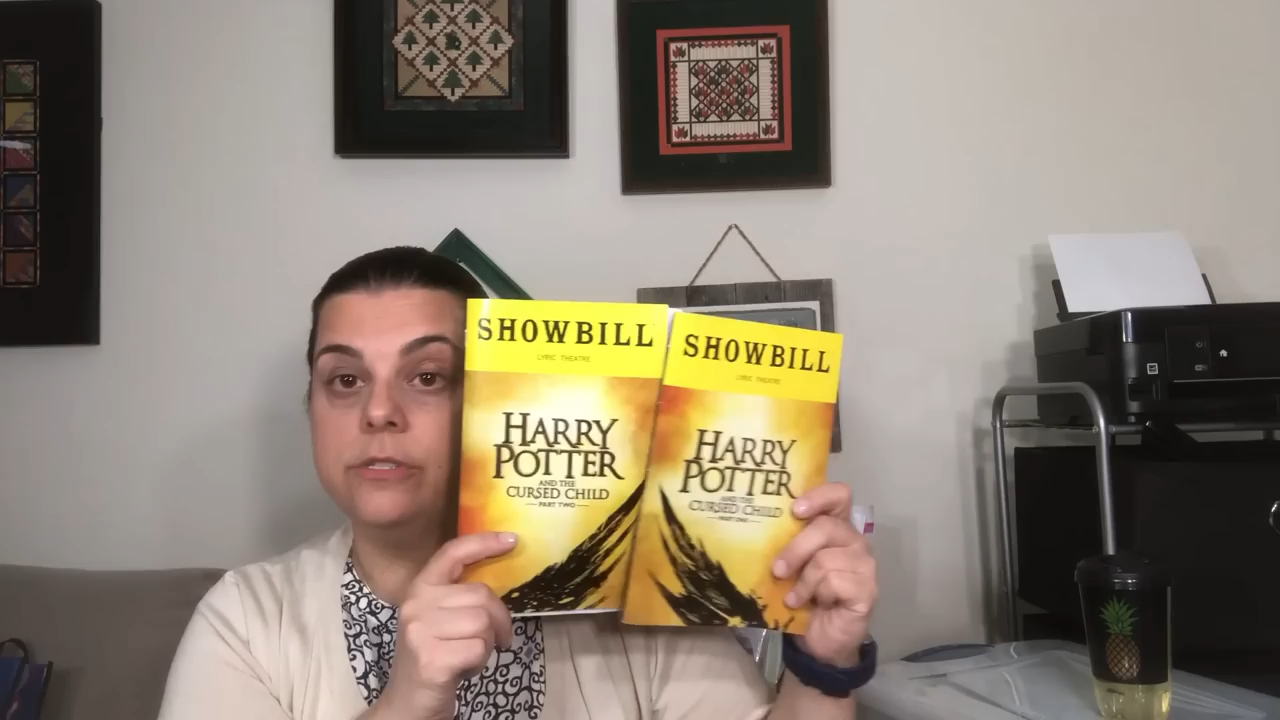 SHOWBILL
LYRIC THEATRE
HARRY
POTTER
AND THE
CURSED CHILD
PART TWO
SHOWBILL
LYRIC THEATRE
HARRY
POTTER
AND THE
CURSED CHILD
PART ONE